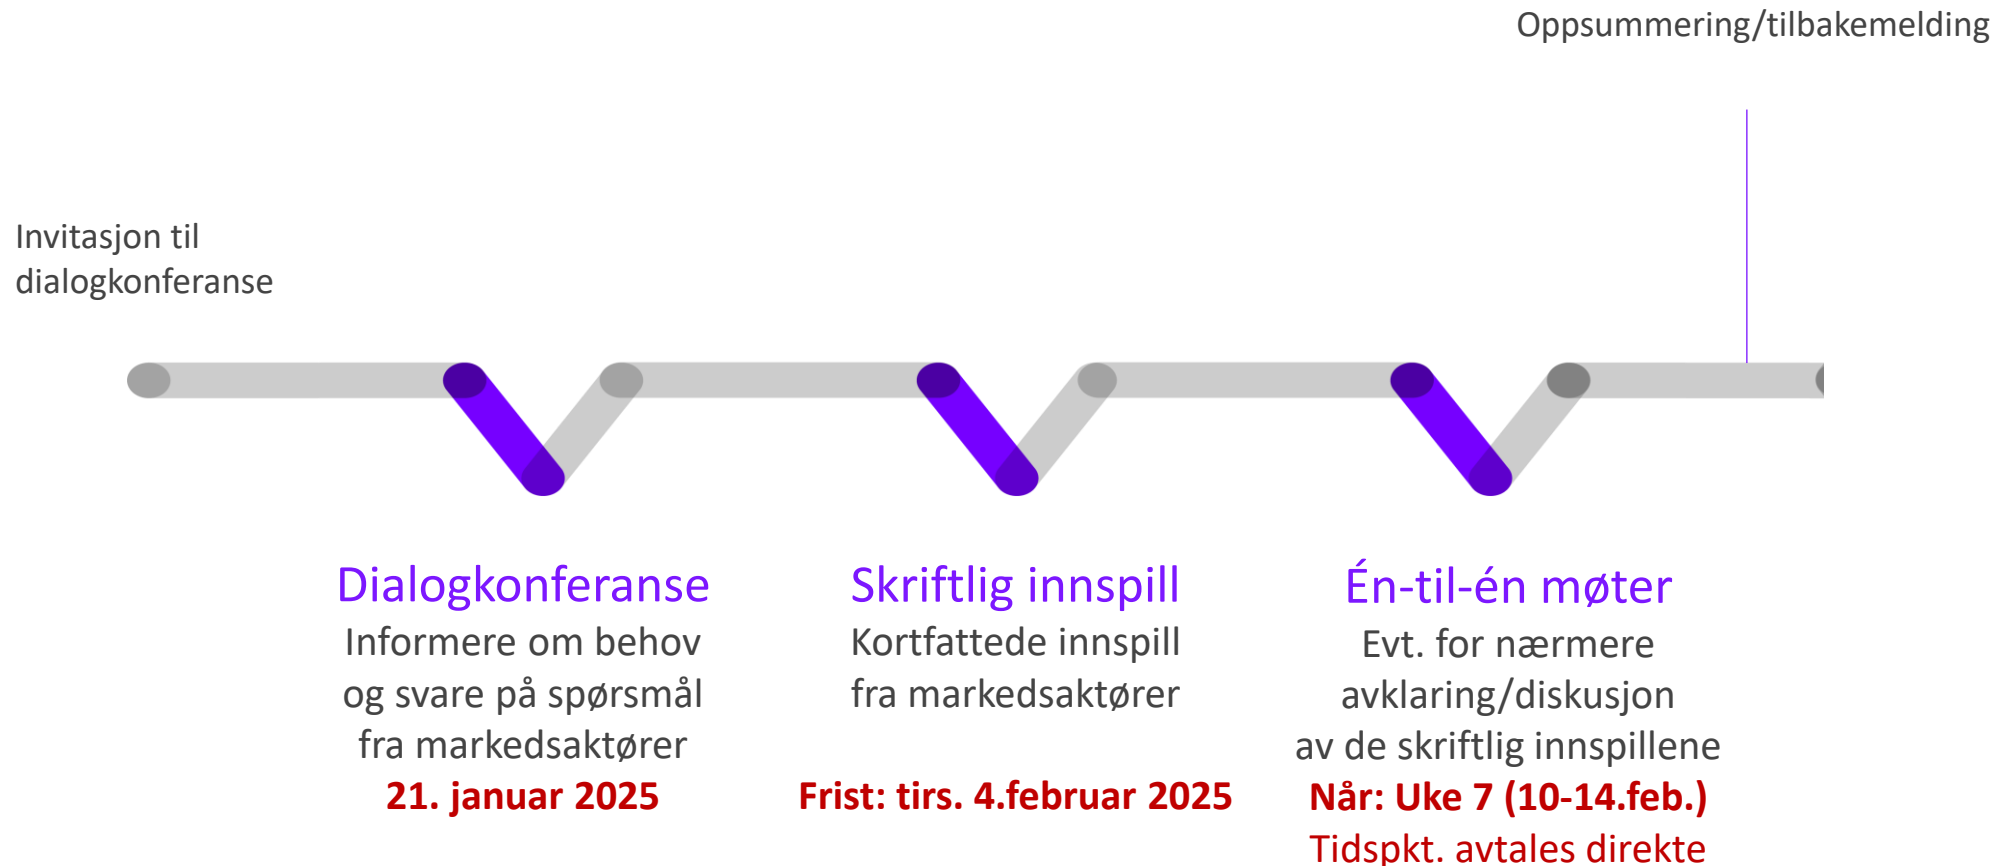 Oppsummering/tilbakemelding
Invitasjon til
dialogkonferanse
Dialogkonferanse
Informere om behov
og svare på spørsmål
fra markedsaktører
21. januar 2025
Skriftlig innspill
Kortfattede innspill
fra markedsaktører
Frist: tirs. 4.februar 2025
Én-til-én møter
Evt. for nærmere
avklaring/diskusjon
av de skriftlig innspillene
Når: Uke 7 (10-14.feb.)
Tidspkt. avtales direkte